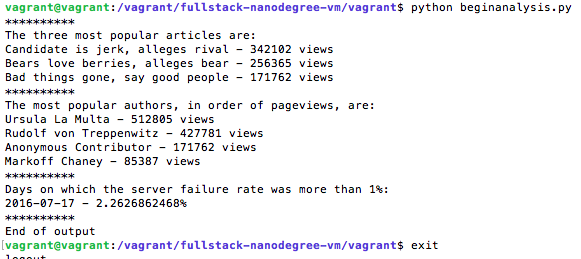 vagrant@vagrant:/vagrant/fullstack-nanodegree-vm/vagrant$ python beginanalysis.py
**********
The three most popular articles are:
Candidate is jerk, alleges rival - 342102 views
Bears love berries, alleges bear - 256365 views
Bad things gone, say good people - 171762 views
**********
The most popular authors, in order of pageviews, are:
Ursula La Multa - 512805 views
Rudolf von Treppenwitz - 427781 views
Anonymous Contributor - 171762 views
Markoff Chaney - 85387 views
**********
Days on which the server failure rate was more than 1%:
2016-07-17 - 2.2626862468%
**********
End of output
[vagrant@vagrant:/vagrant/fullstack-nanodegree-vm/vagrant$ exit
logout